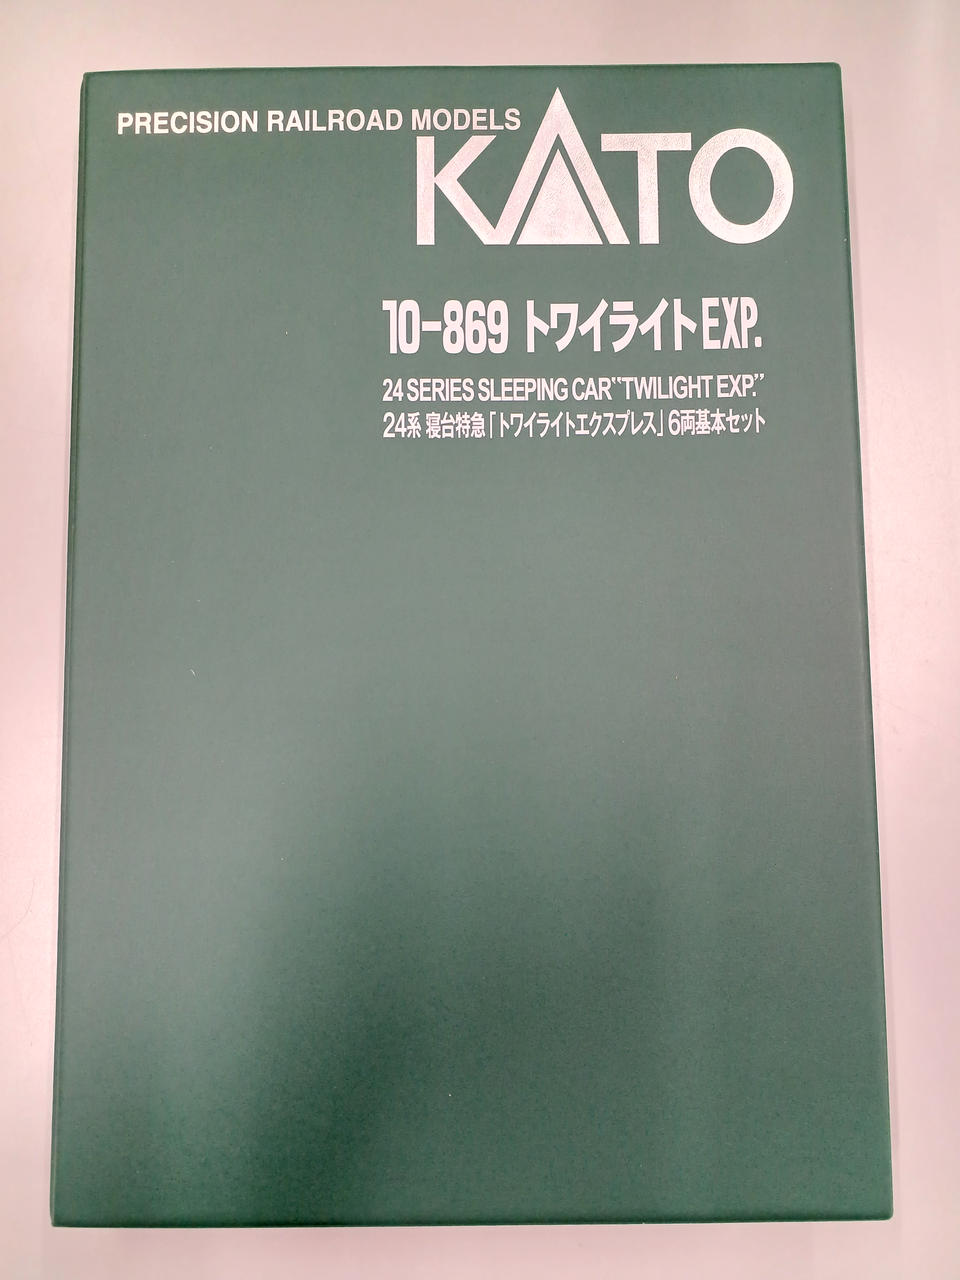 PRECISION RAILROAD MODELS
KATO
10-869 トワイライトEXP.
24 SERIES SLEEPING CAR“TWILIGHT EXP.”
24系 寝台特急「トワイライトエクスプレス」6両基本セット